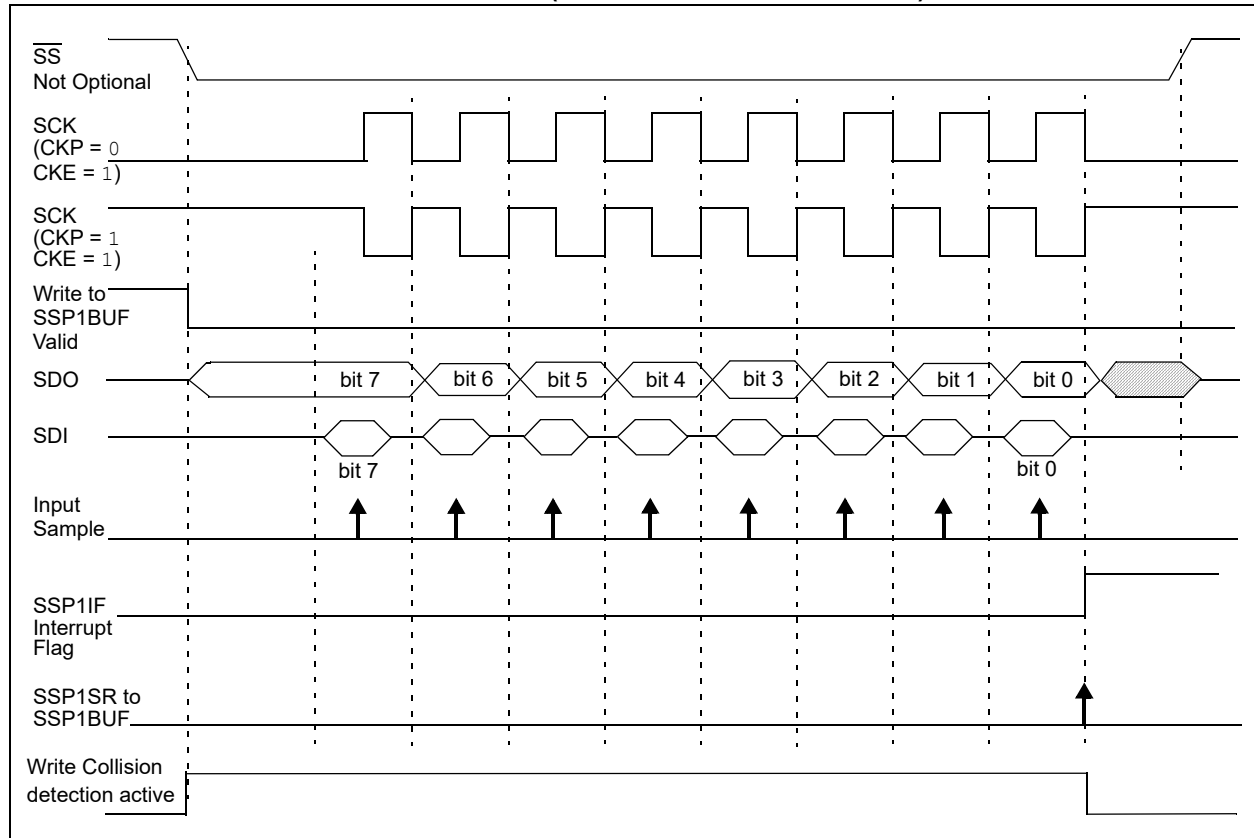 SS
Not Optional
SCK
(CKP = 0
CKE = 1)
SCK
(CKP = 1
CKE = 1)
Write to
SSP1BUF
Valid
SDO
bit 7 bit 6 bit 5 bit 4 bit 3 bit 2 bit 1 bit 0
SDI
bit 7 bit 0
Input
Sample
SSP1IF
Interrupt
Flag
SSP1SR to
SSP1BUF
Write Collision
detection active